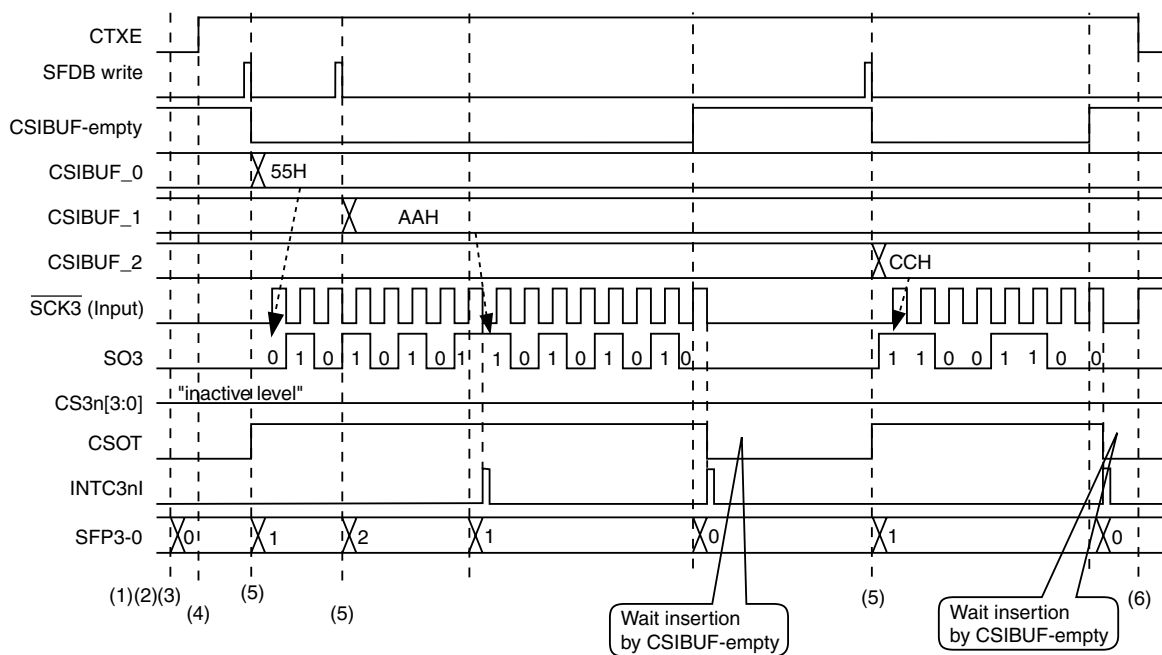 CTXE
SFDB write
CSIBUF-empty
CSIBUF_0 55H
CSIBUF_1 AAH
CSIBUF_2 CCH
SCK3 (Input)
SO3 0 1 0 1 0 1 0 1 1 0 1 0 1 0 1 0 1 1 0 0 1 1 0 0
"inactive level"
CS3n[3:0]
CSOT
INTC3nI
SFP3-0 0 1 2 1 0 1 0
(1)(2)(3) (4) (5) (5) (5) (6)
Wait insertion
by CSIBUF-empty
Wait insertion
by CSIBUF-empty